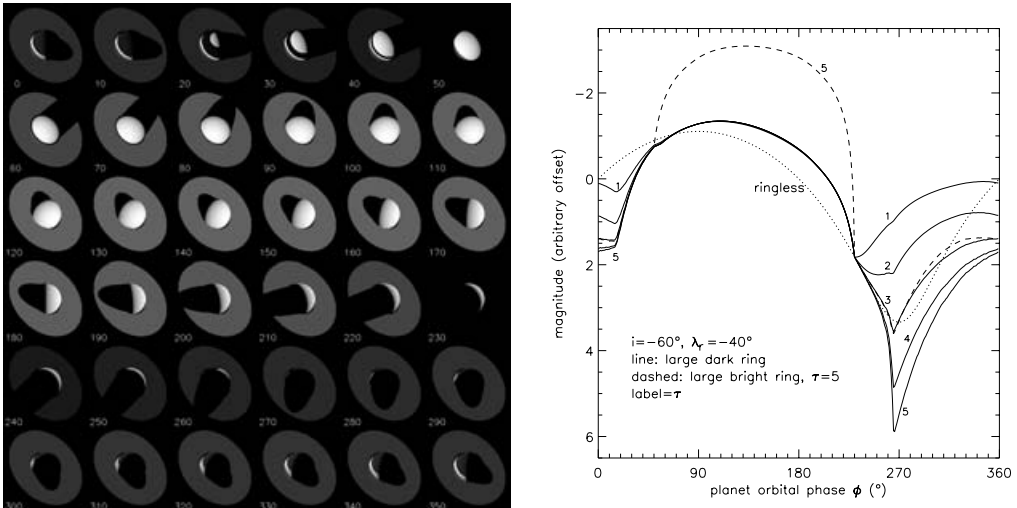 0 10 20 30 40 50
60 70 80 90 100 110
120 130 140 150 160 170
180 190 200 210 220 230
240 250 260 270 280 290
300 310 320 330 340 350
magnitude (arbitrary offset)
-2
0
2
4
6
5
1
ringless
1
2
3
4
5
5
i=-60°, λr=-40°
line: large dark ring
dashed: large bright ring, τ=5
label=τ
0 90 180 270 360
planet orbital phase ϕ (°)